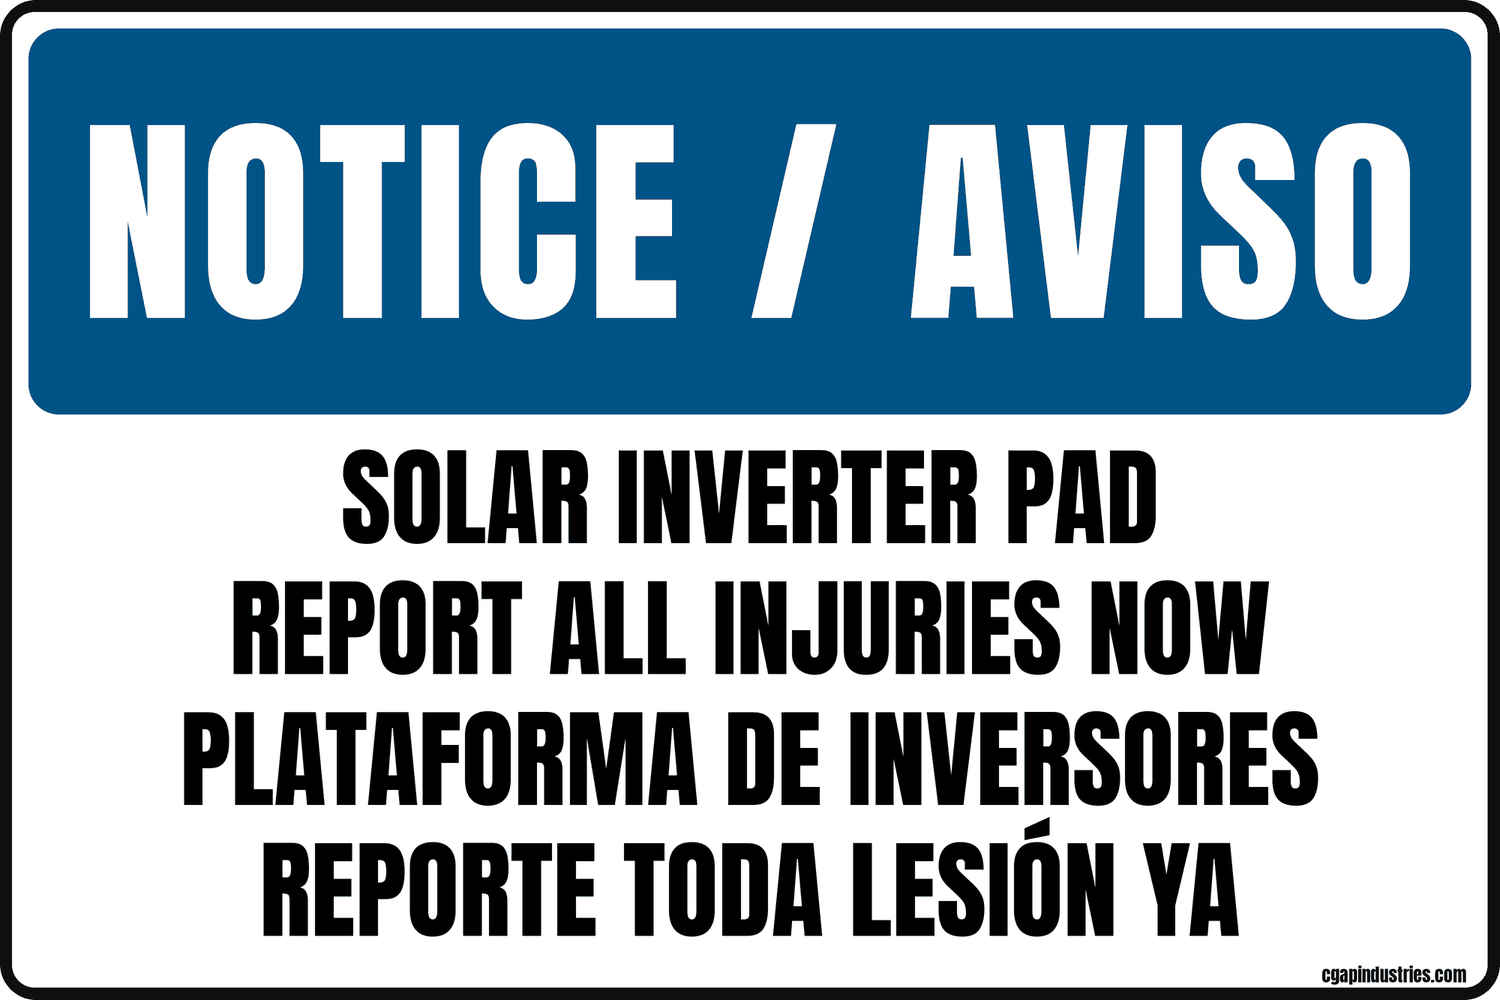 NOTICE / AVISO
SOLAR INVERTER PAD
REPORT ALL INJURIES NOW
PLATAFORMA DE INVERSORES
REPORTE TODA LESIÓN YA
cgapindustries.com